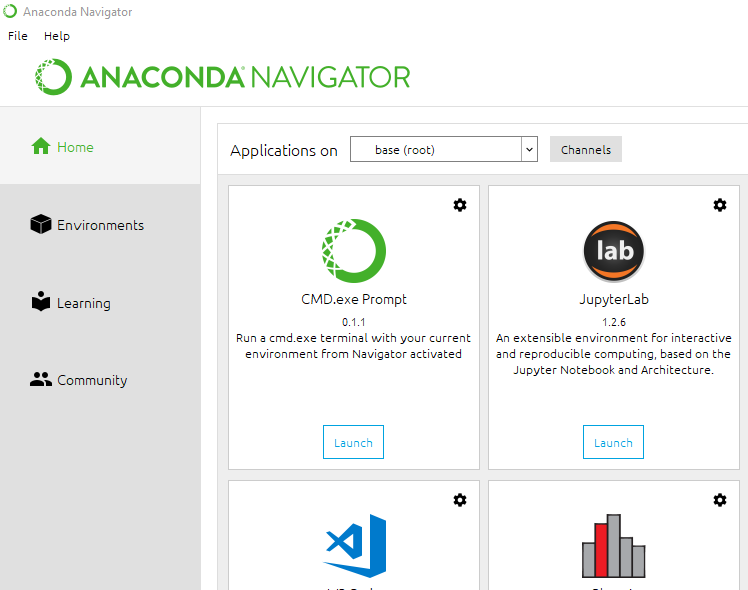 Anaconda Navigator
File Help
ANACONDA NAVIGATOR
Home
Environments
Learning
Community
Applications on base (root) Channels
CMD.exe Prompt
0.1.1
Run a cmd.exe terminal with your current
environment from Navigator activated
Launch
lab
JupyterLab
1.2.6
An extensible environment for interactive
and reproducible computing, based on the
Jupyter Notebook and Architecture.
Launch